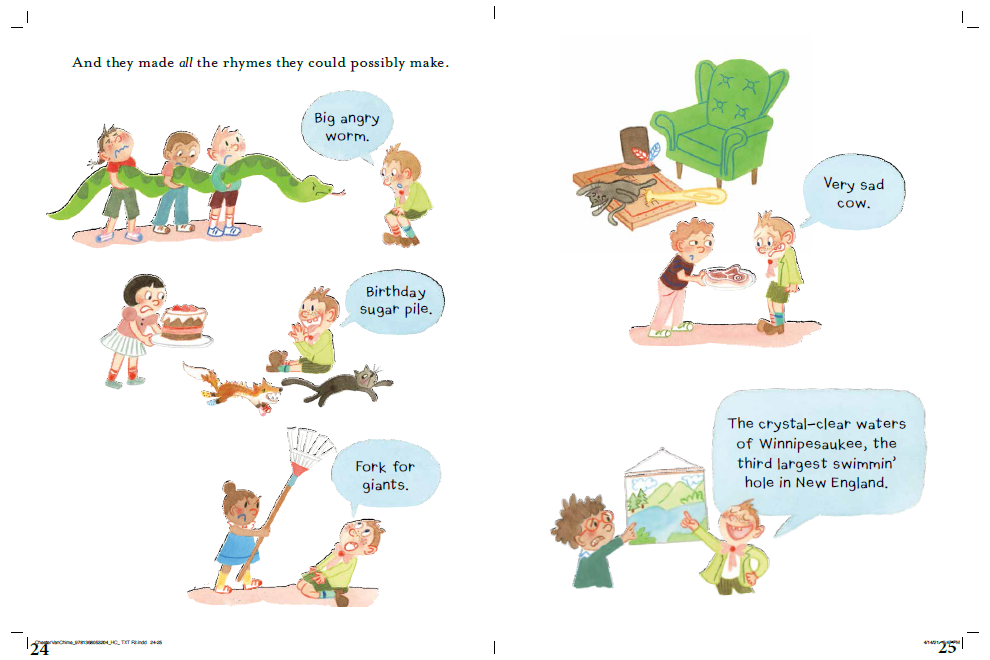 And they made all the rhymes they could possibly make.
Big angry
worm.
Birthday
sugar pile.
Fork for
giants.
24
Very sad
cow.
The crystal–clear waters
of Winnipesaukee, the
third largest swimmin’
hole in New England.
25